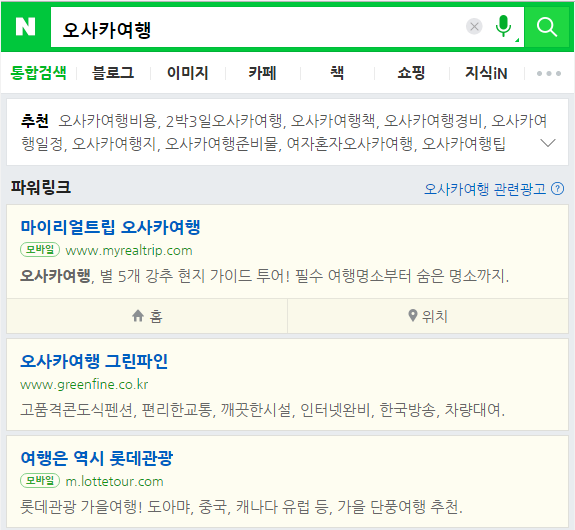 N 오사카여행
통합검색 블로그 이미지 카페 책 쇼핑 지식iN
추천 오사카여행비용, 2박3일오사카여행, 오사카여행책, 오사카여행경비, 오사카여
행일정, 오사카여행지, 오사카여행준비물, 여자혼자오사카여행, 오사카여행팁
파워링크 오사카여행 관련광고 ?
마이리얼트립 오사카여행
모바일 www.myrealtrip.com
오사카여행, 별 5개 강추 현지 가이드 투어! 필수 여행명소부터 숨은 명소까지.
홈 위치
오사카여행 그린파인
www.greenfine.co.kr
고품격콘도식펜션, 편리한교통, 깨끗한시설, 인터넷완비, 한국방송, 차량대여.
여행은 역시 롯데관광
모바일 m.lottetour.com
롯데관광 가을여행! 도야먀, 중국, 캐나다 유럽 등, 가을 단풍여행 추천.